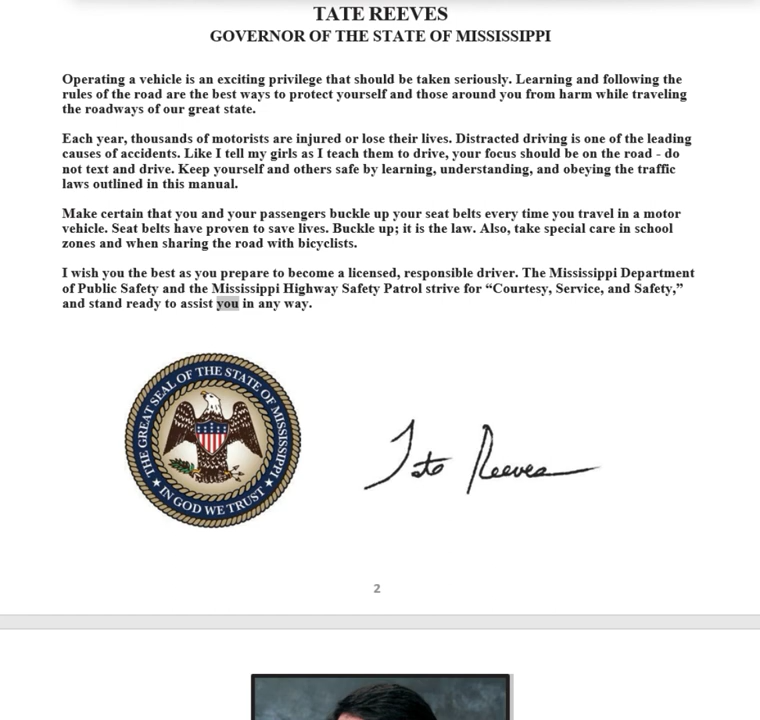 TATE REEVES
GOVERNOR OF THE STATE OF MISSISSIPPI
Operating a vehicle is an exciting privilege that should be taken seriously. Learning and following the
rules of the road are the best ways to protect yourself and those around you from harm while traveling
the roadways of our great state.
Each year, thousands of motorists are injured or lose their lives. Distracted driving is one of the leading
causes of accidents. Like I tell my girls as I teach them to drive, your focus should be on the road - do
not text and drive. Keep yourself and others safe by learning, understanding, and obeying the traffic
laws outlined in this manual.
Make certain that you and your passengers buckle up your seat belts every time you travel in a motor
vehicle. Seat belts have proven to save lives. Buckle up; it is the law. Also, take special care in school
zones and when sharing the road with bicyclists.
I wish you the best as you prepare to become a licensed, responsible driver. The Mississippi Department
of Public Safety and the Mississippi Highway Safety Patrol strive for “Courtesy, Service, and Safety,”
and stand ready to assist you in any way.
THE GREAT SEAL OF THE STATE OF MISSISSIPPI
IN GOD WE TRUST
Tate Reeves
2